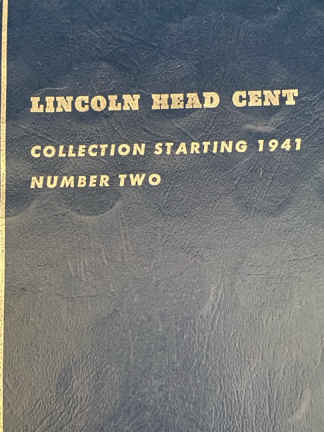 LINCOLN HEAD CENT
COLLECTION STARTING 1941
NUMBER TWO